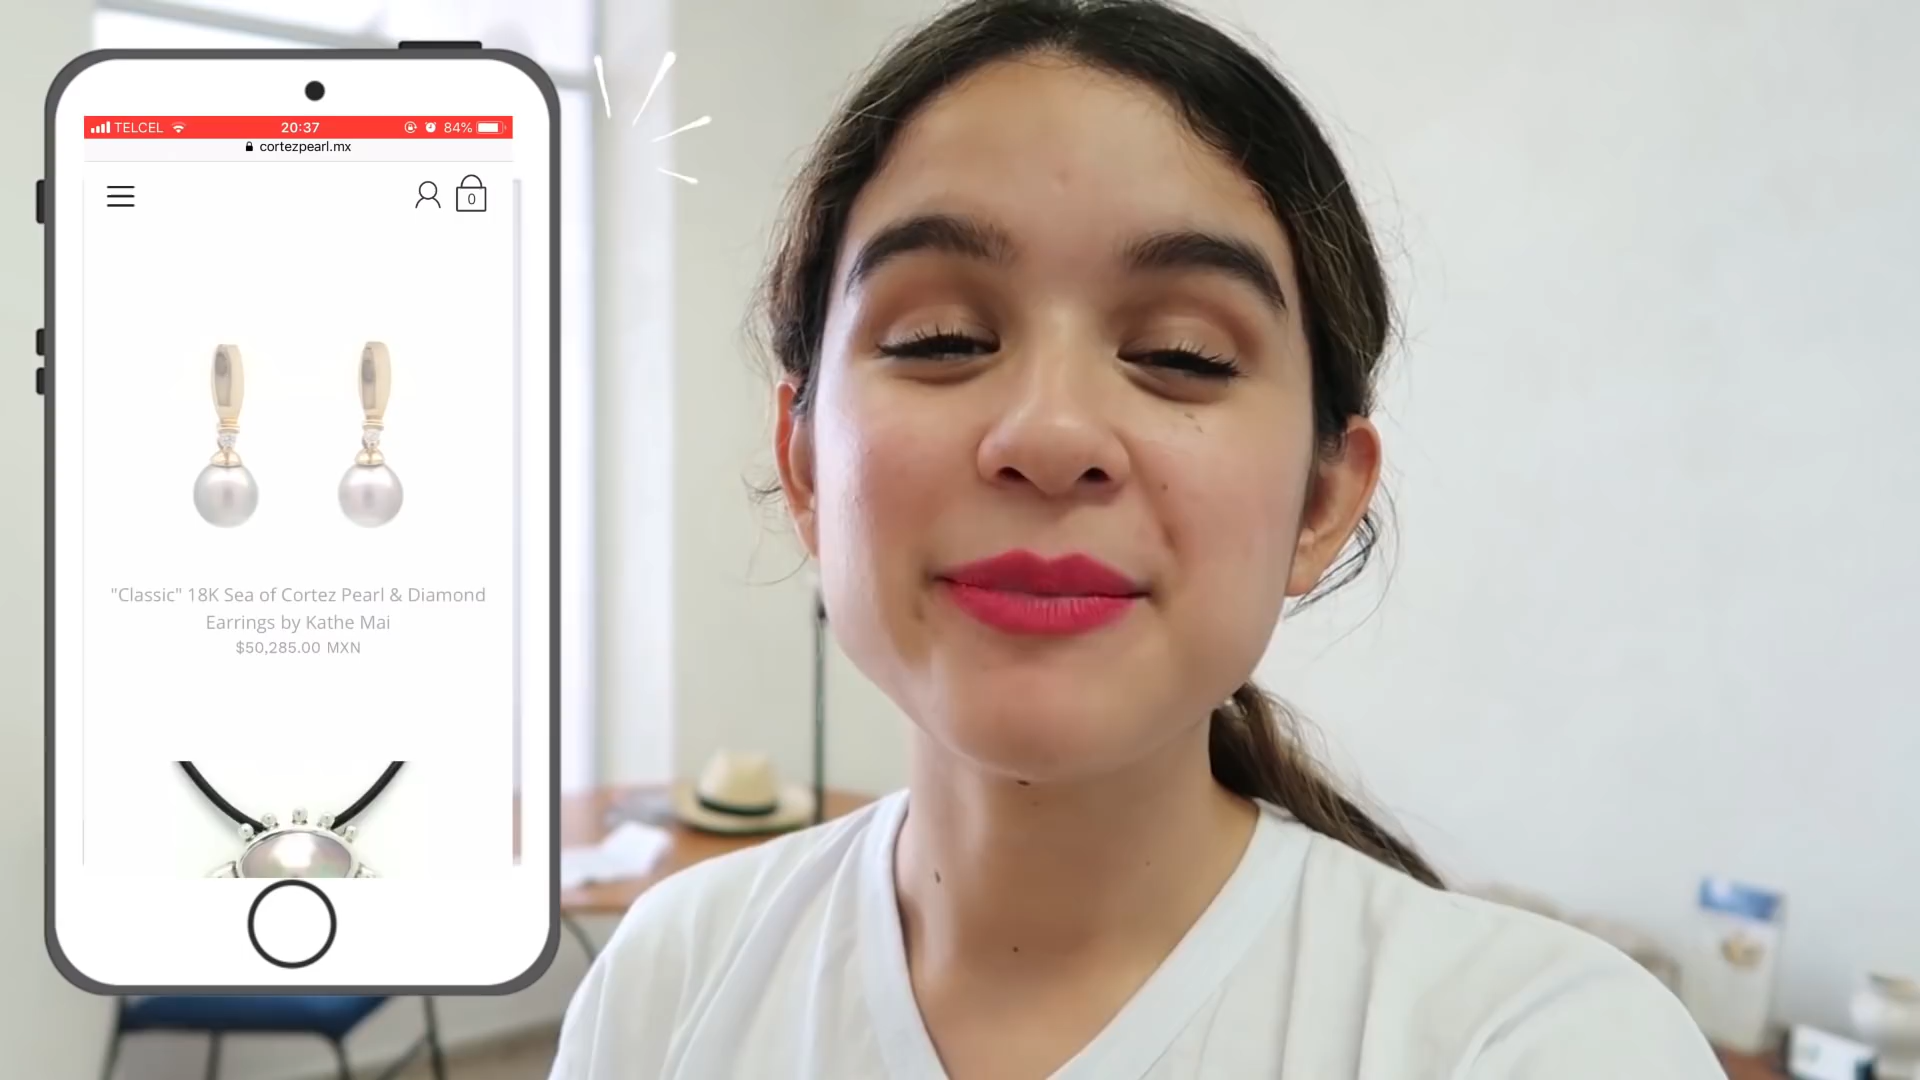 TELCEL 20:37 84%
cortezpearl.mx
0
"Classic" 18K Sea of Cortez Pearl & Diamond
Earrings by Kathe Mai
$50,285.00 MXN